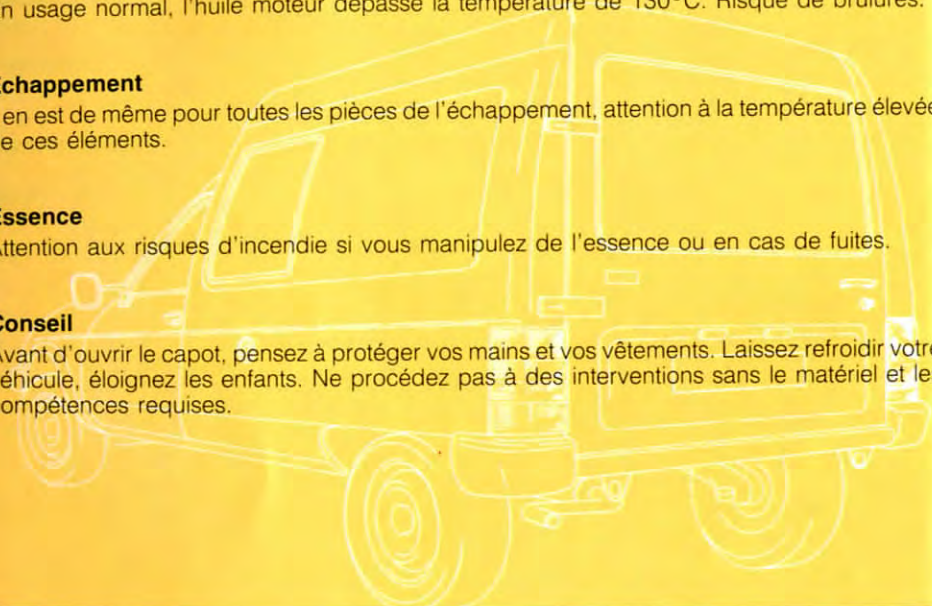 n usage normal, l'huile moteur dépasse la température de 130°C. Risque de brûlures.
chappement
en est de même pour toutes les pièces de l'échappement, attention à la température élevée
e ces éléments.
Essence
ttention aux risques d'incendie si vous manipulez de l'essence ou en cas de fuites.
Conseil
vant d'ouvrir le capot, pensez à protéger vos mains et vos vêtements. Laissez refroidir votre
éhicule, éloignez les enfants. Ne procédez pas à des interventions sans le matériel et le
ompétences requises.